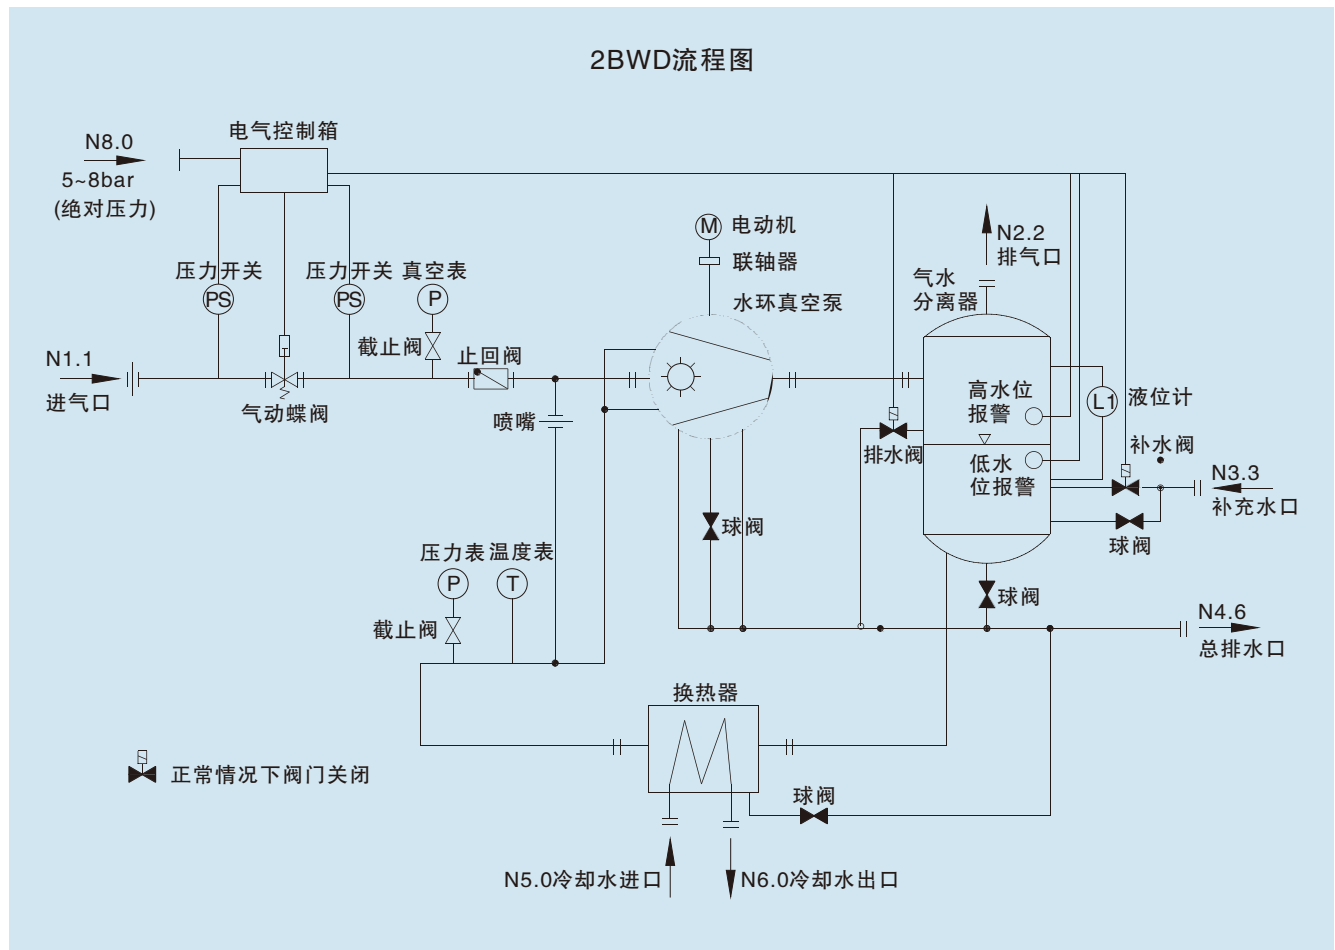 2BWD流程图
电气控制箱
N8.0
5~8bar
(绝对压力)
电动机
M
N2.2
排气口
联轴器
压力开关
压力开关
真空表
气水
分离器
水环真空泵
PS
PS
P
N1.1
截止阀
止回阀
进气口
高水位
报警
L1
液位计
气动蝶阀
喷嘴
排水阀
补水阀
低水
位报警
N3.3
补充水口
球阀
球阀
压力表
温度表
P
T
球阀
N4.6
截止阀
总排水口
换热器
正常情况下阀门关闭
球阀
N5.0冷却水进口
N6.0冷却水出口